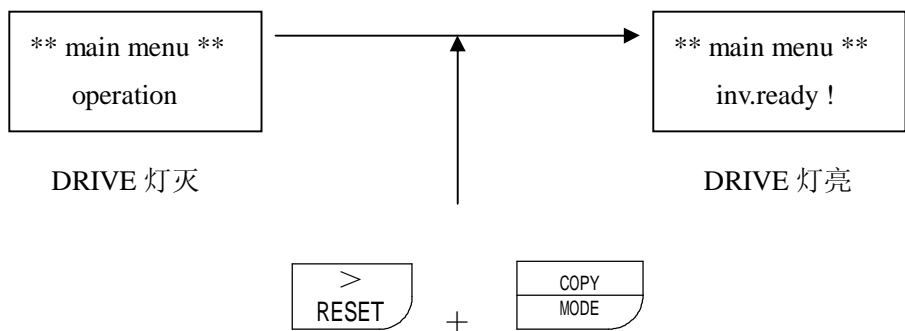 ** main menu **
operation
DRIVE 灯灭
** main menu **
inv.ready !
DRIVE 灯亮
>
RESET
+
COPY
MODE